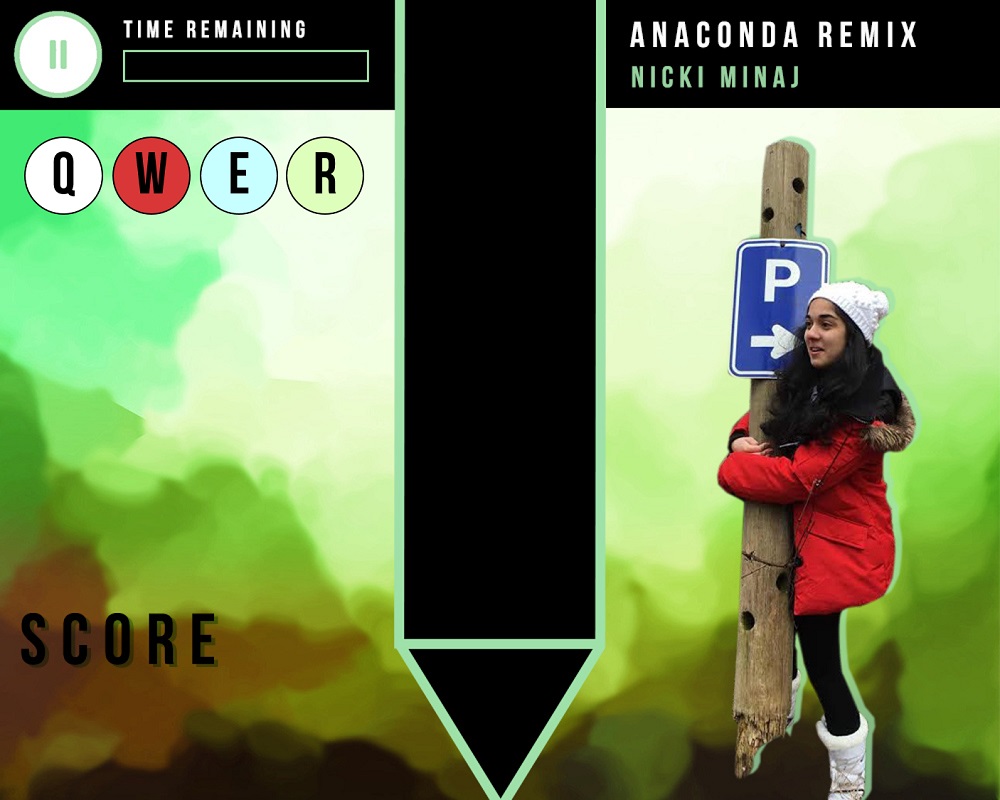 TIME REMAINING
Q W E R
SCORE
ANACONDA REMIX
NICKI MINAJ
P